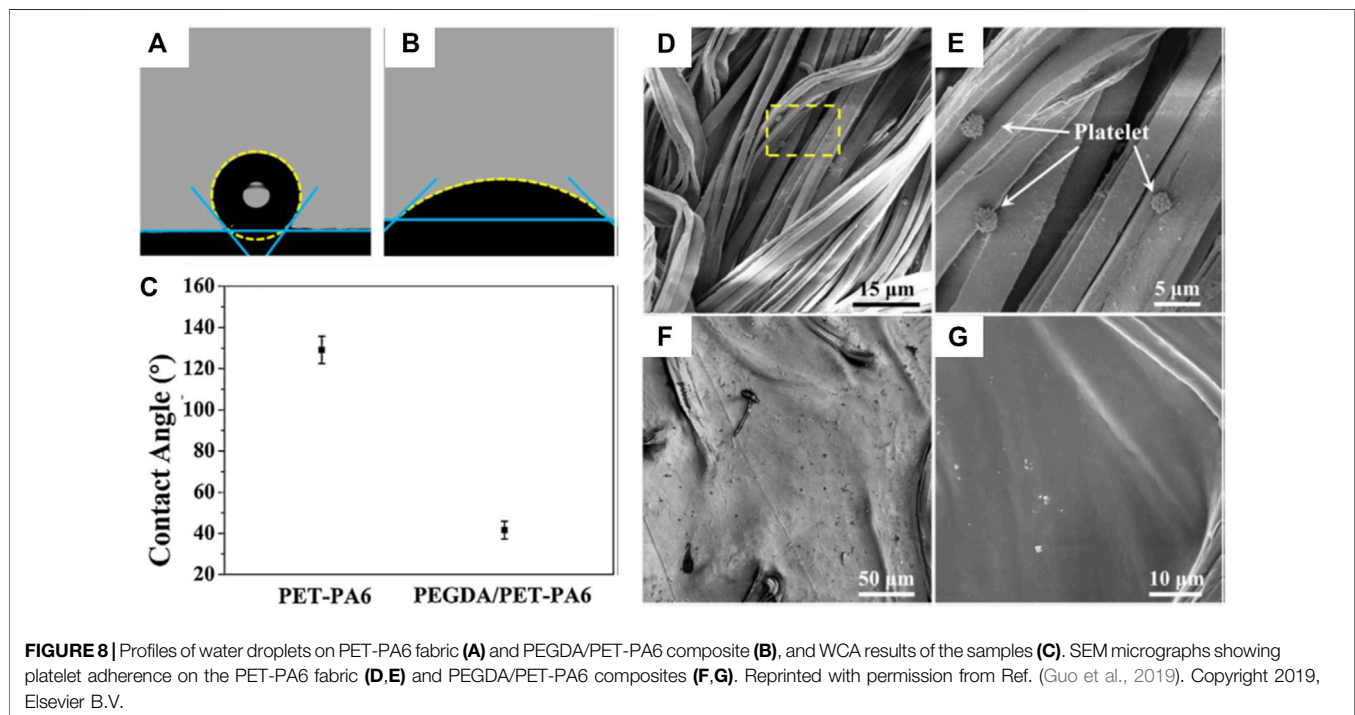 A
B
C
160
140
120
100
80
60
40
20
Contact Angle (°)
PET-PA6
PEGDA/PET-PA6
D
15 μm
E
Platelet
5 μm
F
50 μm
G
10 μm
FIGURE 8 | Profiles of water droplets on PET-PA6 fabric (A) and PEGDA/PET-PA6 composite (B), and WCA results of the samples (C). SEM micrographs showing
platelet adherence on the PET-PA6 fabric (D,E) and PEGDA/PET-PA6 composites (F,G). Reprinted with permission from Ref. (Guo et al., 2019). Copyright 2019,
Elsevier B.V.